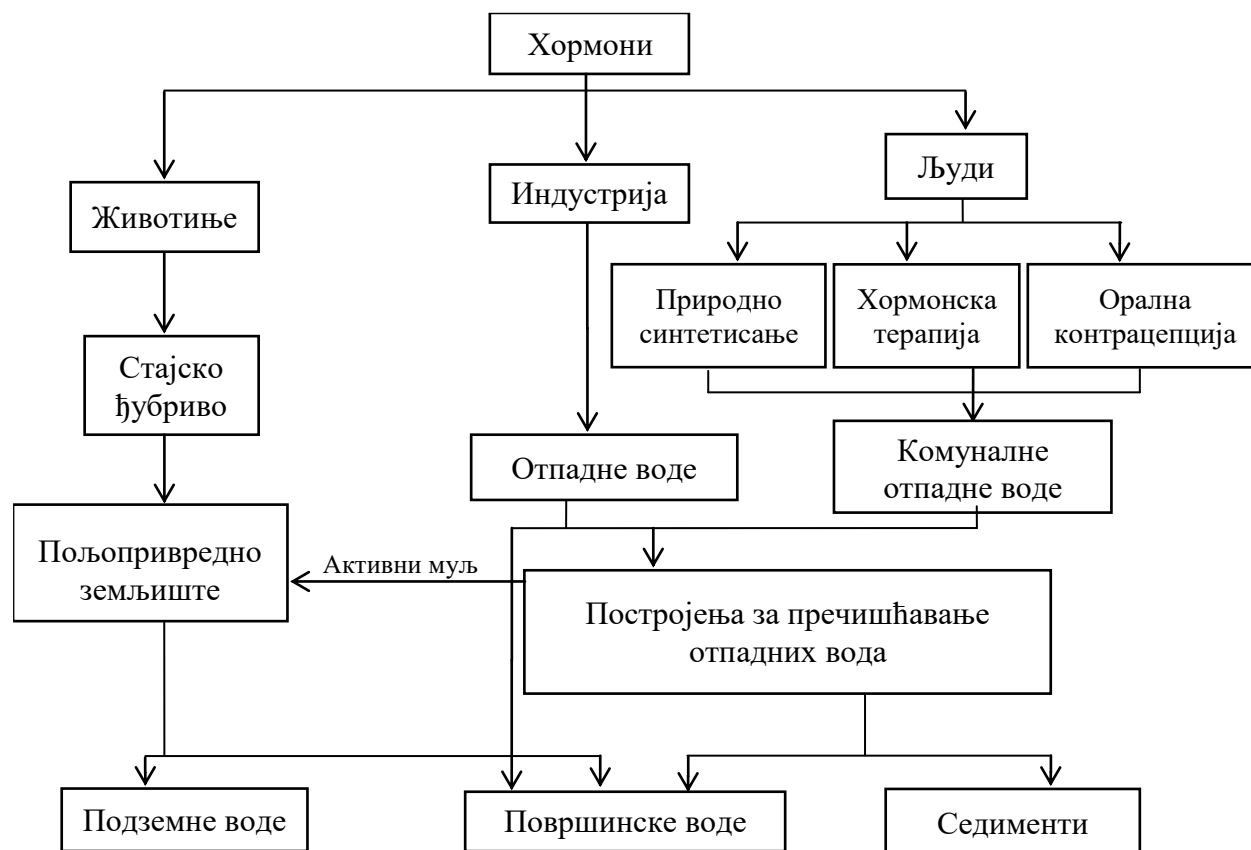 Хормони
Људи
Индустрија
Животиње
Природно
синтетисање
Хормонска
терапија
Орална
контрацепција
Стајско
ђубриво
Отпадне воде
Комуналне
отпадне воде
Пољопривредно
земљиште
Активни муљ
Постројења за пречишћавање
отпадних вода
Подземне воде
Површинске воде
Седименти